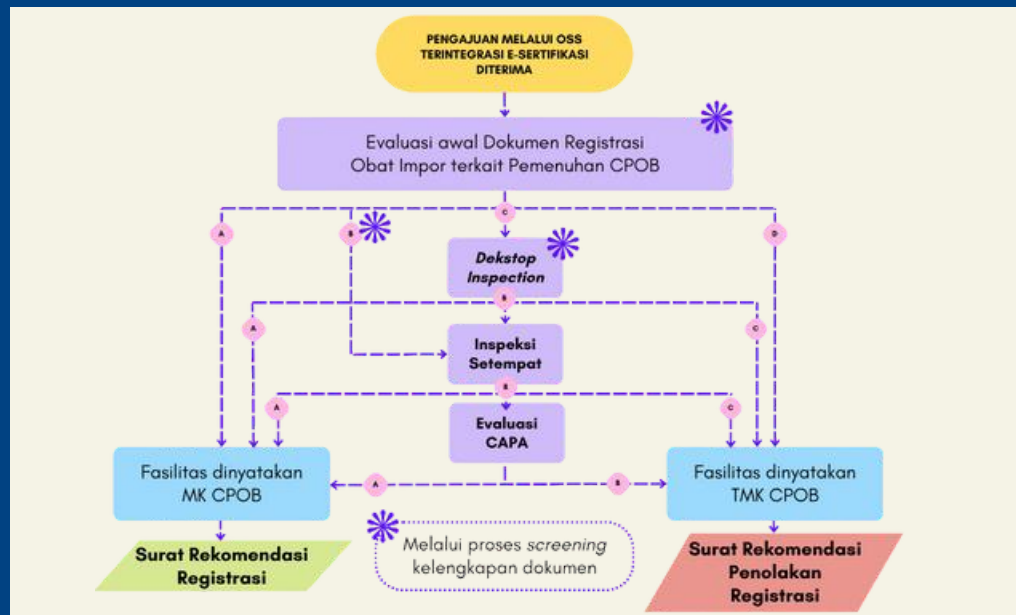 PENGAJUAN MELALUI OSS
TERINTEGRASI E-SERTIFIKASI
DITERIMA
Evaluasi awal Dokumen Registrasi
Obat Impor terkait Pemenuhan CPOB
C
A
B
D
Dekstop
Inspection
B
A
C
Inspeksi
Setempat
B
A
C
Evaluasi
CAPA
Fasilitas dinyatakan
MK CPOB
A
B
Fasilitas dinyatakan
TMK CPOB
Surat Rekomendasi
Registrasi
Melalui proses screening
kelengkapan dokumen
Surat Rekomendasi
Penolakan
Registrasi